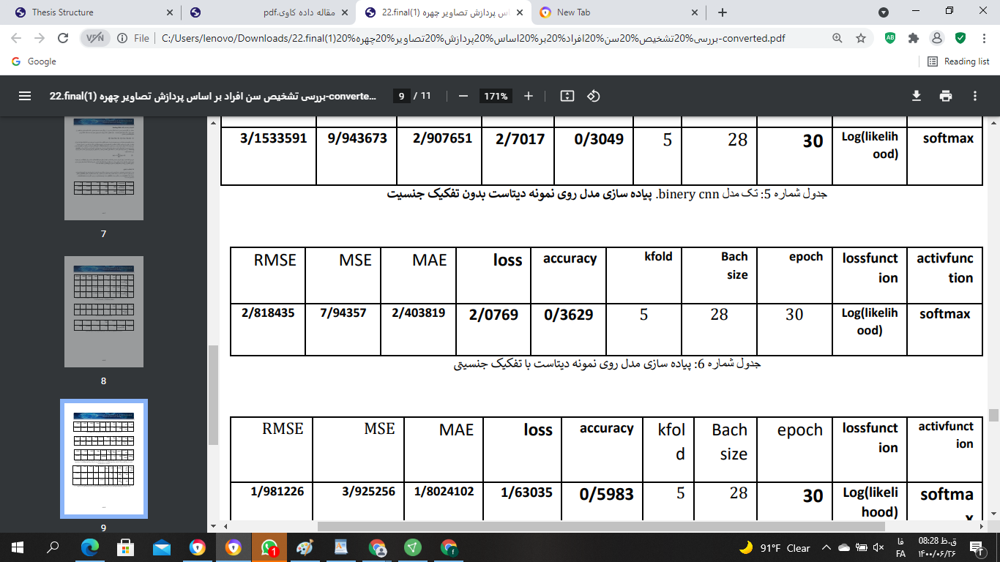 Thesis Structure
مقاله داده کاوی.pdf
22.final(1) س پردازش تصاویر چهره
New Tab
VPN
File
C:/Users/lenovo/Downloads/22.final(1)20%بررسی%20تشخیص%20سن%20افراد%20بر%20اساس%20پردازش%20تصاویر%20چهره-converted.pdf
Google
Reading list
22.final(1) بررسی تشخیص سن افراد بر اساس پردازش تصاویر چهره-converte...
9 / 11
171%
3/1533591 9/943673 2/907651 2/7017 0/3049 5 28 30 Log(likelih softmax
ood)
جدول شماره 5: تک مدل binery cnn. پیاده سازی مدل روی نمونه دیتاست بدون تفکیک جنسیت
RMSE MSE MAE loss accuracy kfold Bach epoch lossfunct activfunc
size ion tion
2/818435 7/94357 2/403819 2/0769 0/3629 5 28 30 Log(likelih softmax
ood)
جدول شماره 6: پیاده سازی مدل روی نمونه دیتاست با تفکیک جنسیتی
RMSE MSE MAE loss accuracy kfol Bach epoch lossfunct activfunct
d size ion ion
1/981226 3/925256 1/8024102 1/63035 0/5983 5 28 30 Log(likeli softma
hood) x
7
8
9
1
91°F Clear
فا
FA
08:28 ق.ظ
۱۴۰۰/۰۶/۲۶